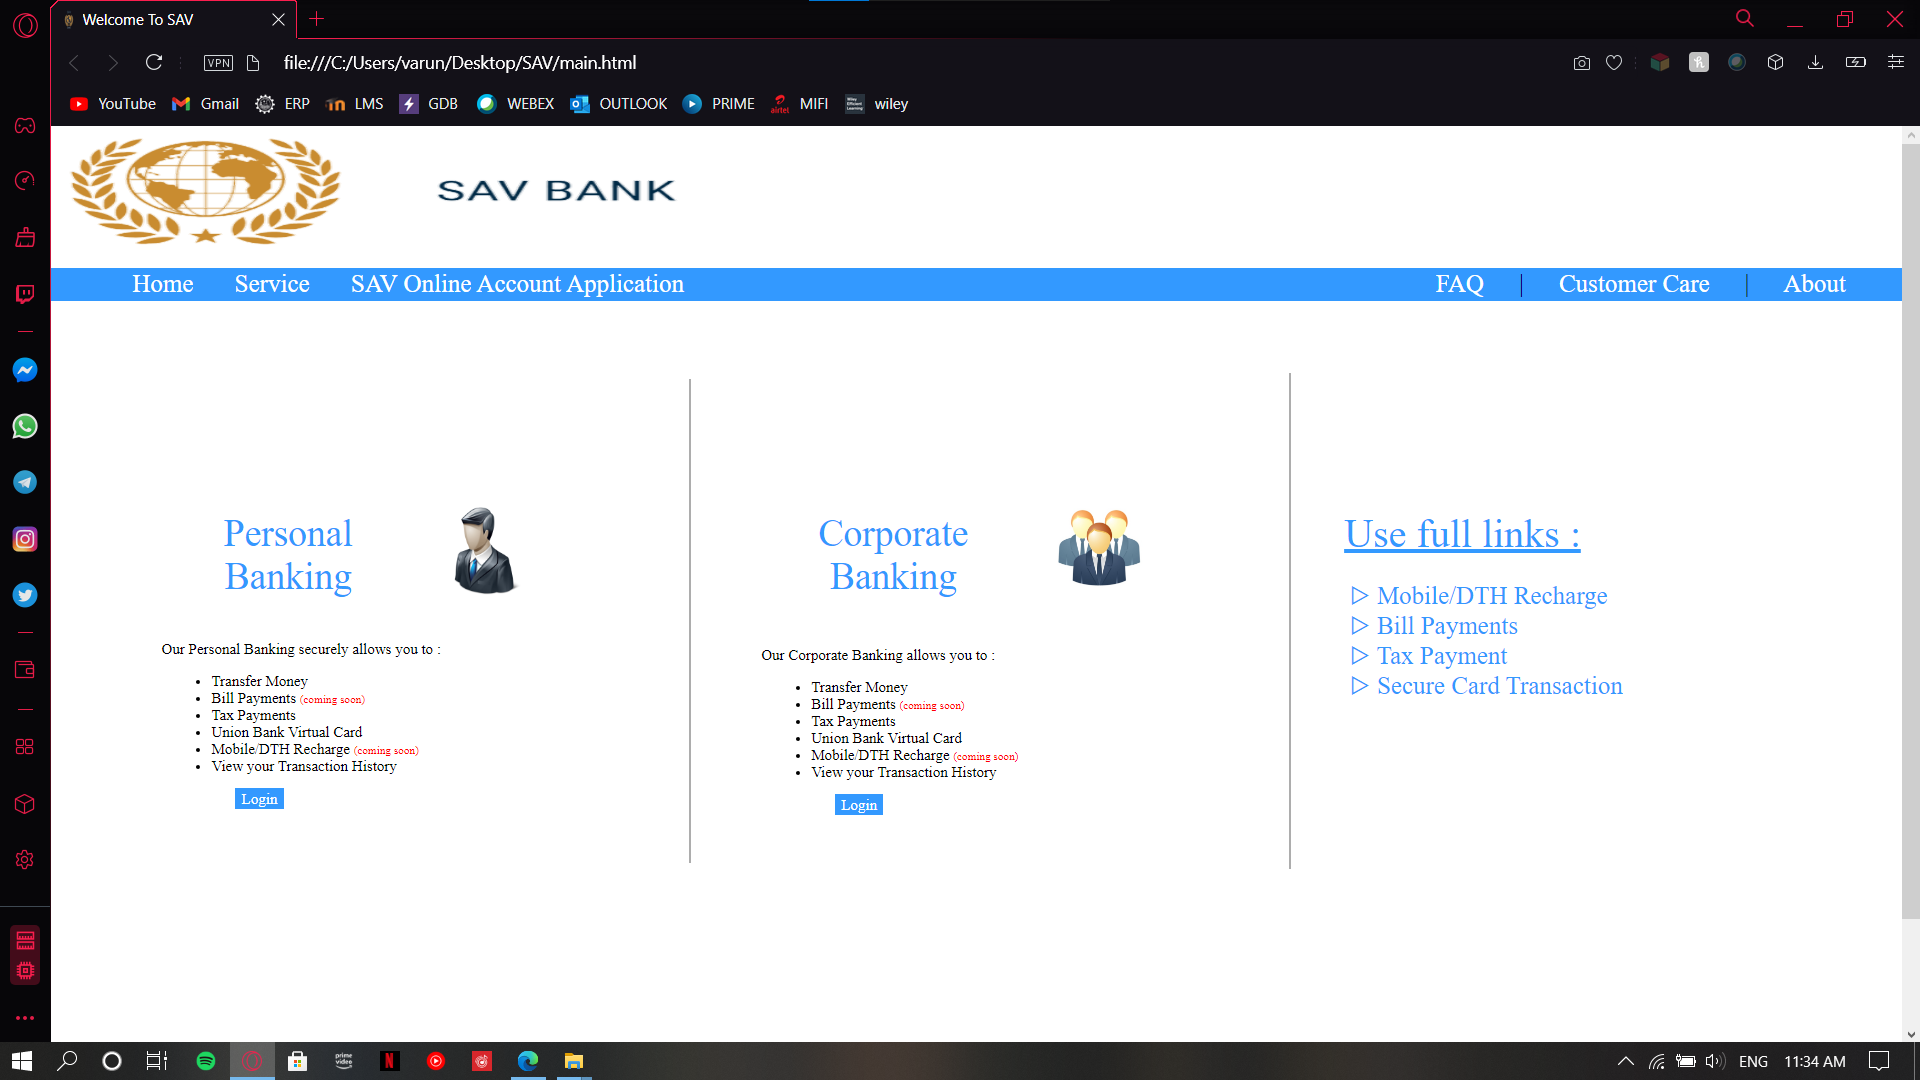 Welcome To SAV
VPN
file:///C:/Users/varun/Desktop/SAV/main.html
YouTube Gmail ERP LMS GDB WEBEX OUTLOOK PRIME airtel MIFI wiley
SAV BANK
Home Service SAV Online Account Application FAQ | Customer Care | About
Personal
Banking
Our Personal Banking securely allows you to :
• Transfer Money
• Bill Payments (coming soon)
• Tax Payments
• Union Bank Virtual Card
• Mobile/DTH Recharge (coming soon)
• View your Transaction History
Login
Corporate
Banking
Our Corporate Banking allows you to :
• Transfer Money
• Bill Payments (coming soon)
• Tax Payments
• Union Bank Virtual Card
• Mobile/DTH Recharge (coming soon)
• View your Transaction History
Login
Use full links :
▷ Mobile/DTH Recharge
▷ Bill Payments
▷ Tax Payment
▷ Secure Card Transaction
prime video
ENG 11:34 AM